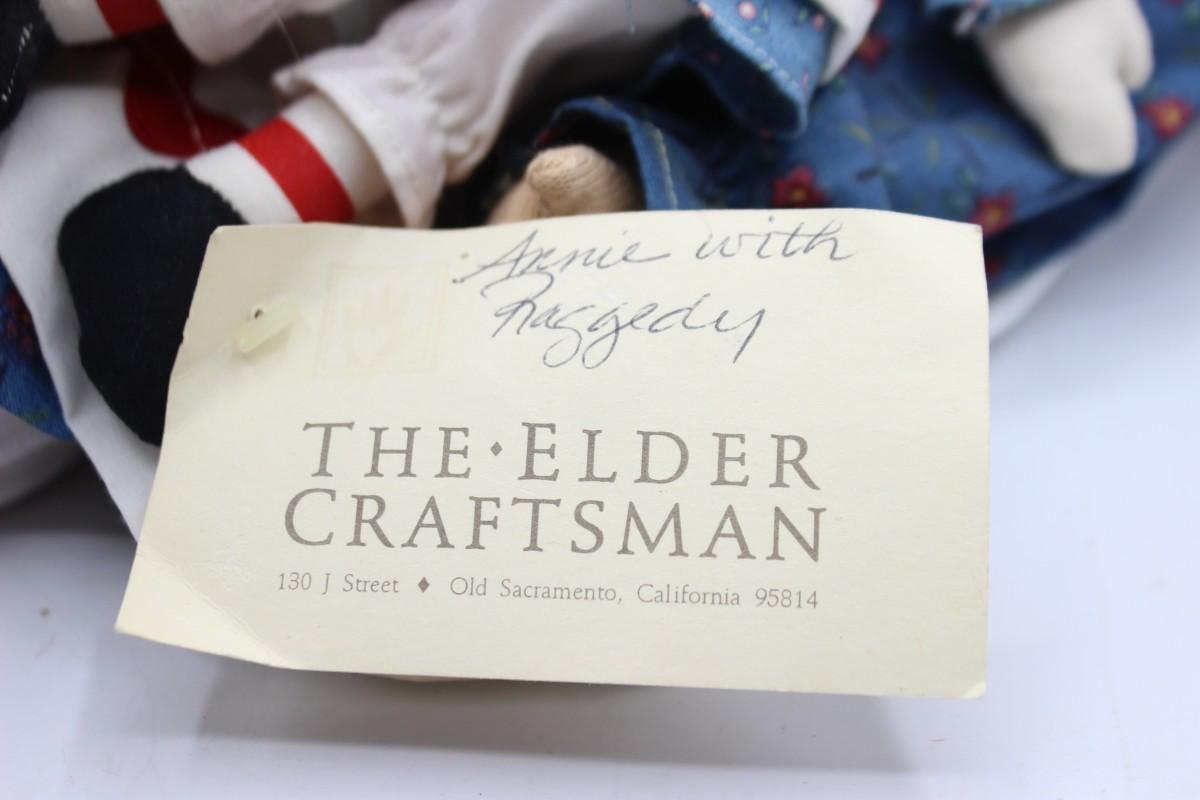 Annie with
Raggedy
THE ♦ ELDER
CRAFTSMAN
130 J Street ♦ Old Sacramento, California 95814